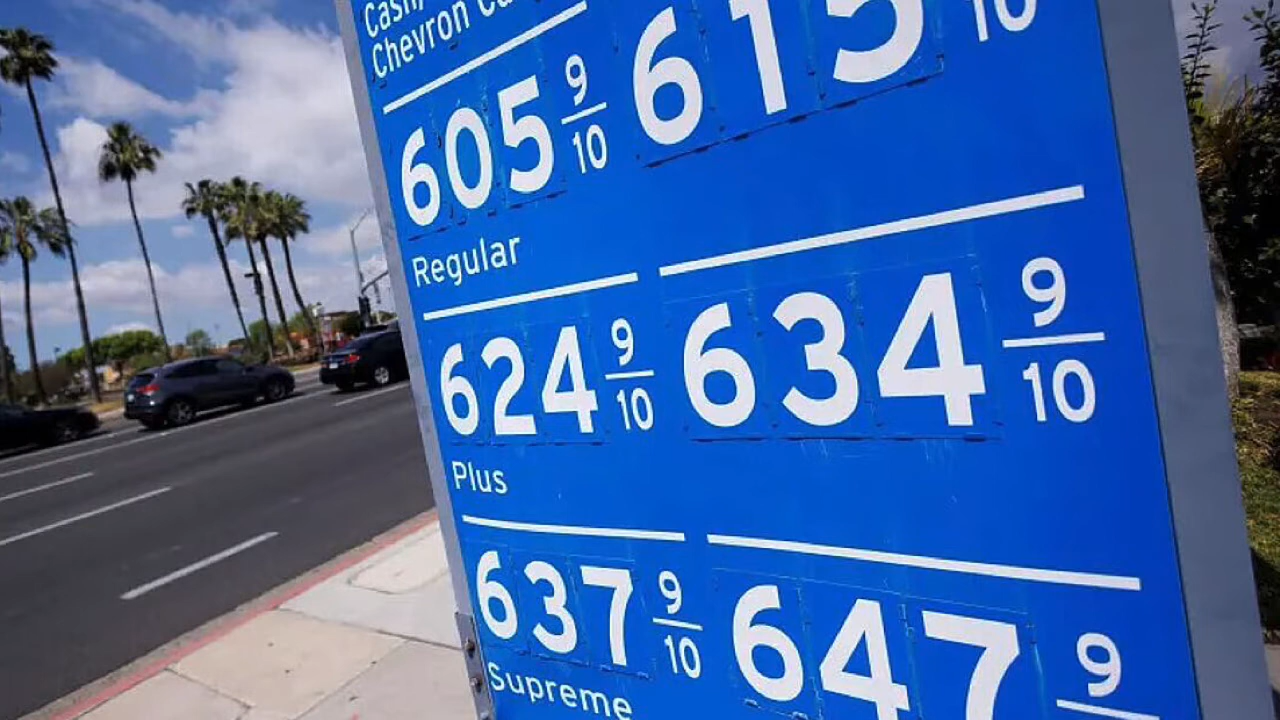 Cash/
Chevron Ca
605 9/10 615 10
Regular
624 9/10 634 9/10
Plus
637 9/10 647 9
Supreme